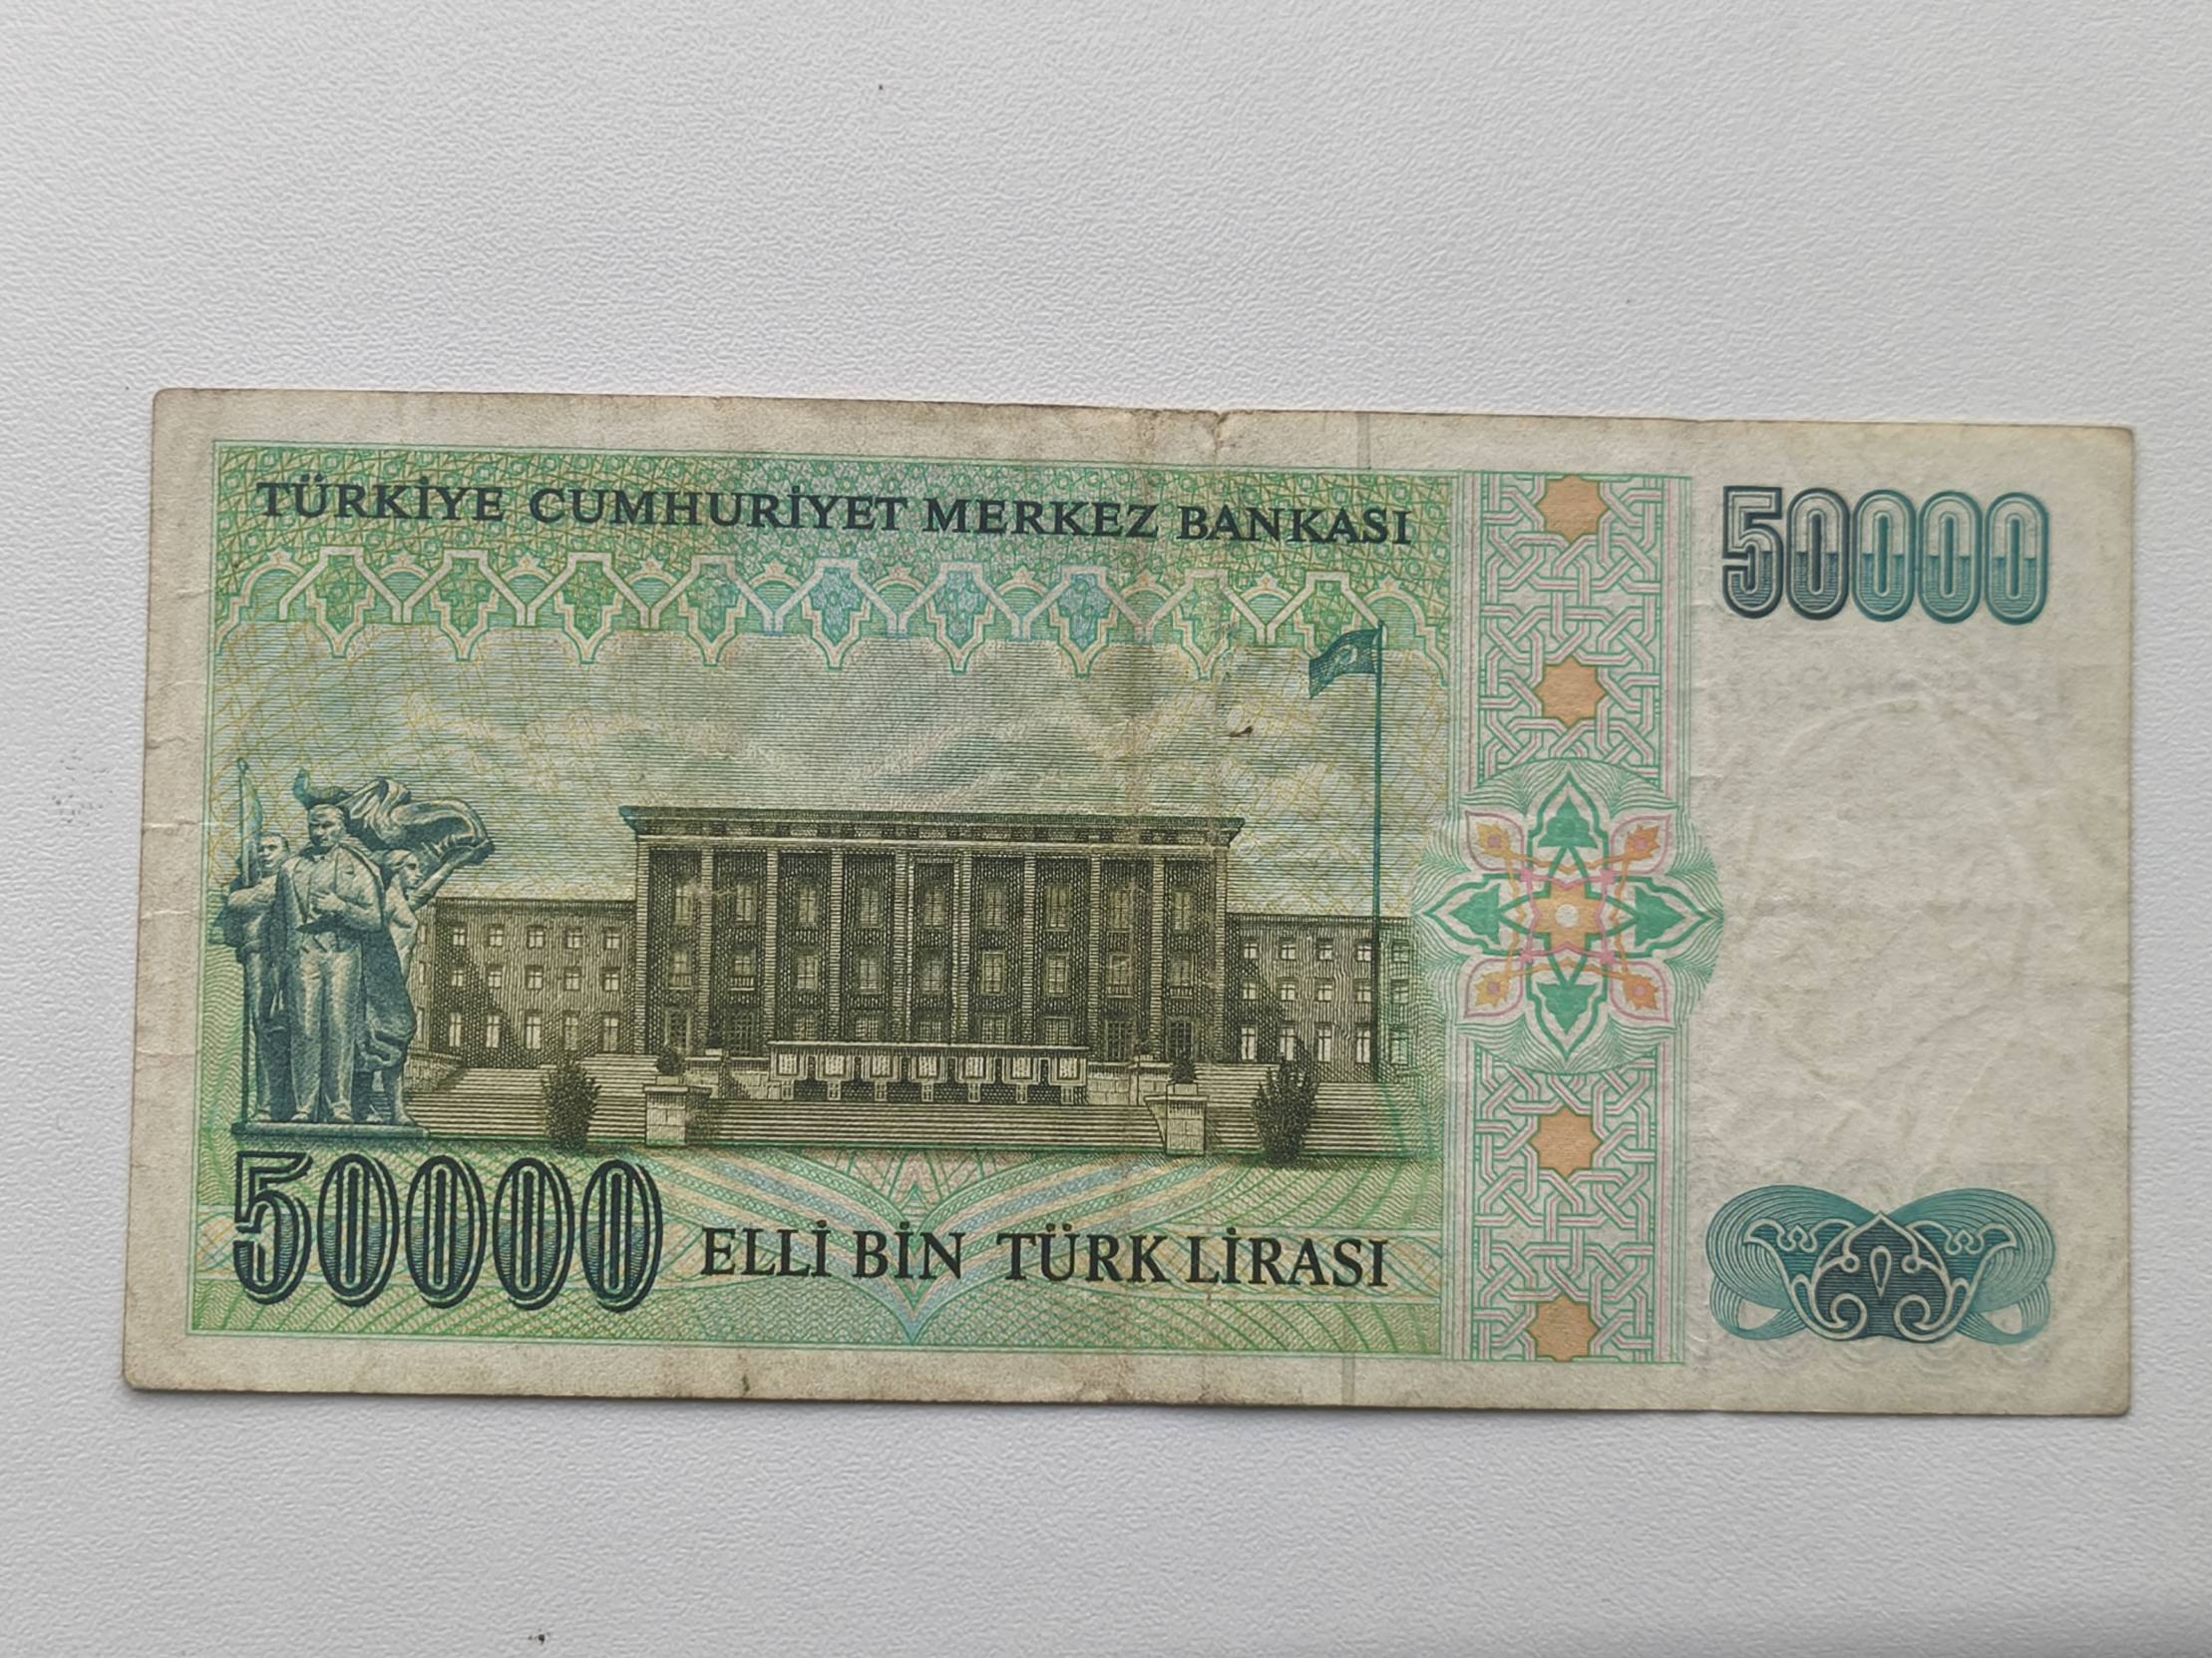 TÜRKİYE CUMHURİYET MERKEZ BANKASI
50000
50000
ELLİ BİN TÜRK LİRASI